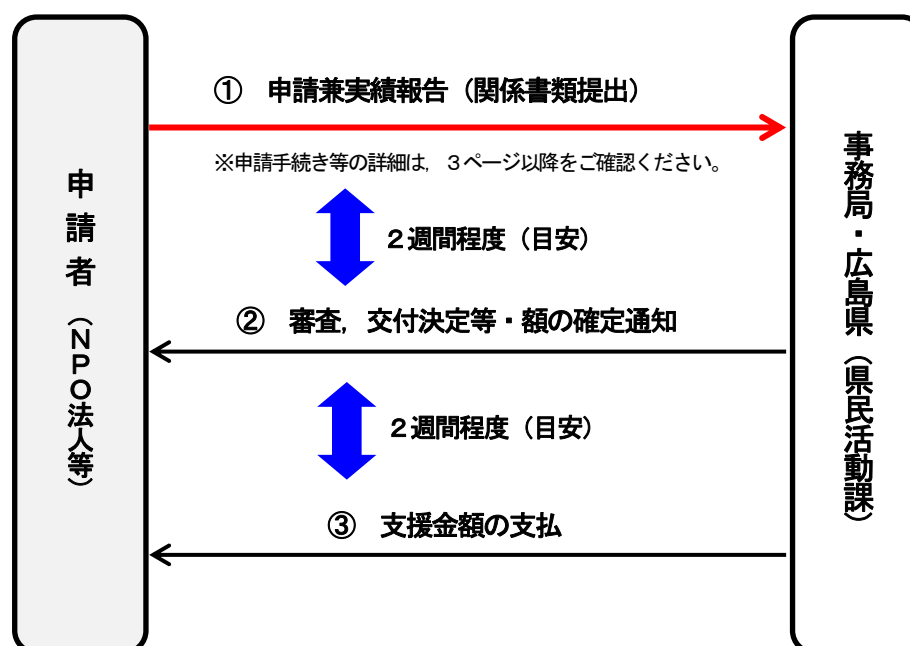 申請者（ＮＰＯ法人等）
① 申請兼実績報告（関係書類提出）
※申請手続き等の詳細は，３ページ以降をご確認ください。
２週間程度（目安）
② 審査，交付決定等・額の確定通知
２週間程度（目安）
③ 支援金額の支払
事務局・広島県（県民活動課）